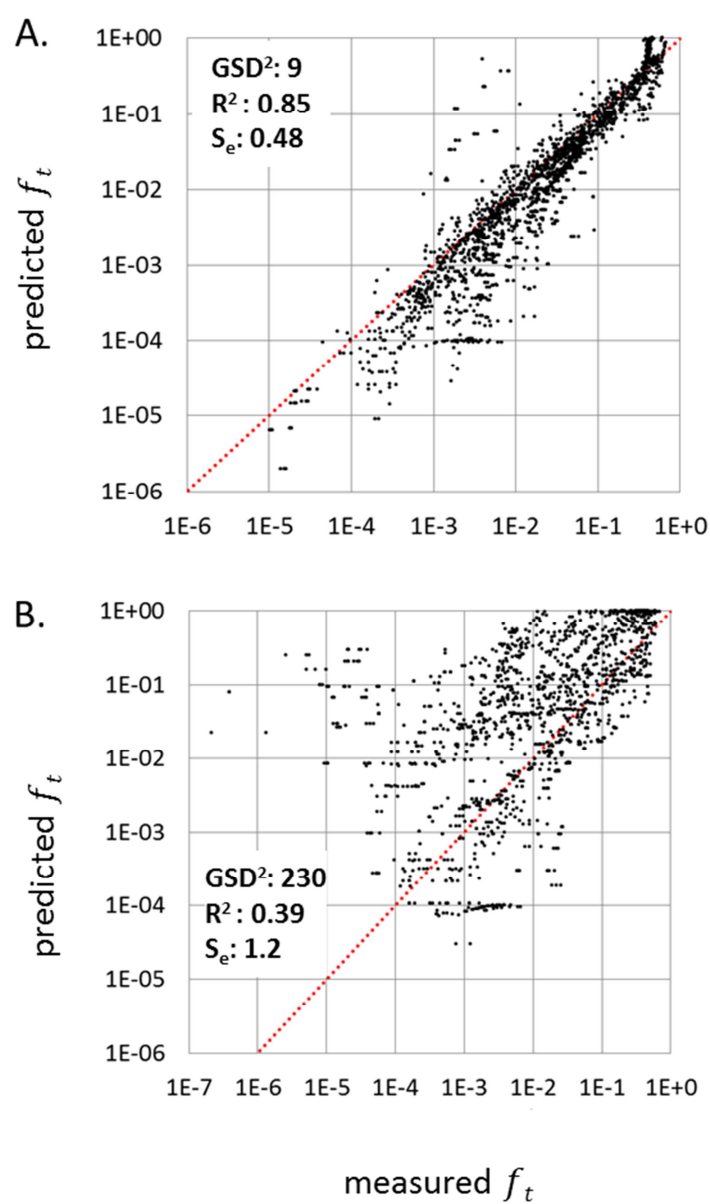 A.
1E+00
GSD²: 9
R² : 0.85
Sₑ: 0.48
1E-01
1E-02
1E-03
1E-04
1E-05
1E-06
predicted fₜ
1E-6 1E-5 1E-4 1E-3 1E-2 1E-1 1E+0
B.
1E+00
1E-01
1E-02
1E-03
GSD²: 230
1E-04
R² : 0.39
Sₑ: 1.2
1E-05
1E-06
predicted fₜ
1E-7 1E-6 1E-5 1E-4 1E-3 1E-2 1E-1 1E+0
measured fₜ